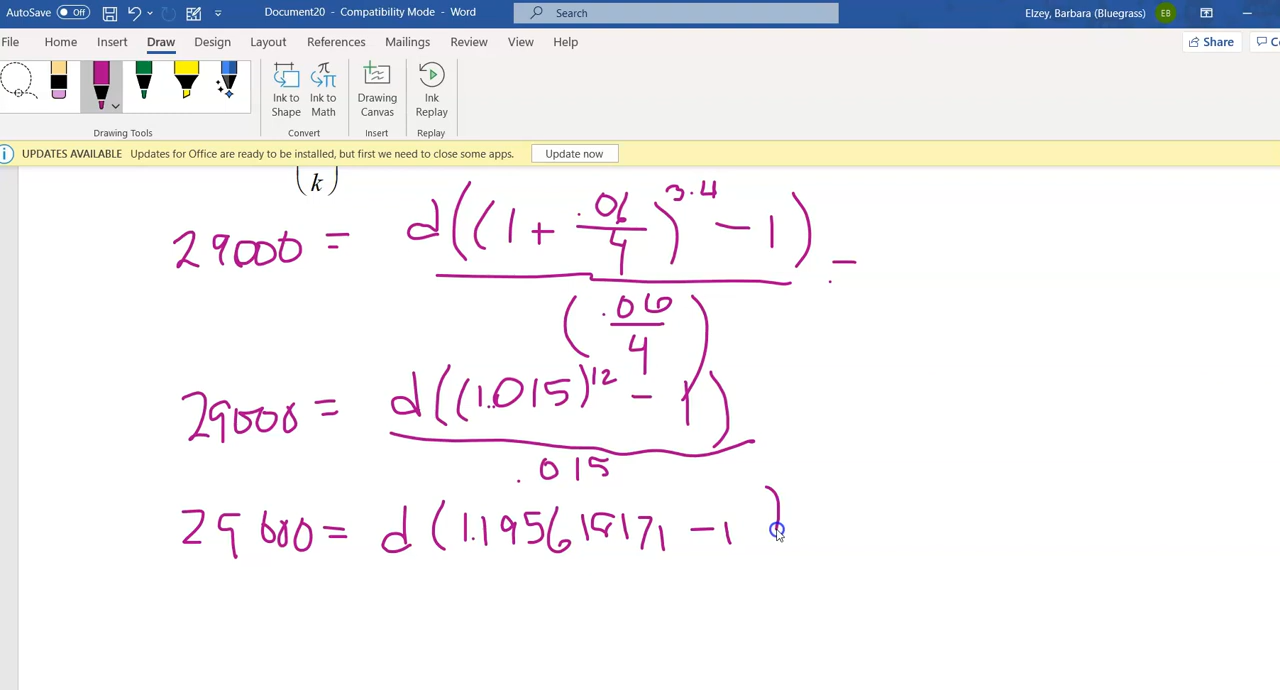 AutoSave Off Document20 - Compatibility Mode - Word Search Elzey, Barbara (Bluegrass) EB
File Home Insert Draw Design Layout References Mailings Review View Help Share Co
Ink to Shape Ink to Math Drawing Canvas Ink Replay
Drawing Tools Convert Insert Replay
UPDATES AVAILABLE Updates for Office are ready to be installed, but first we need to close some apps. Update now
(k)
29000 = d((1 + .06/4)^3.4 - 1) / (.06/4) =
29000 = d((1.015)^12 - 1) / .015
29000 = d(1.195618171 - 1)